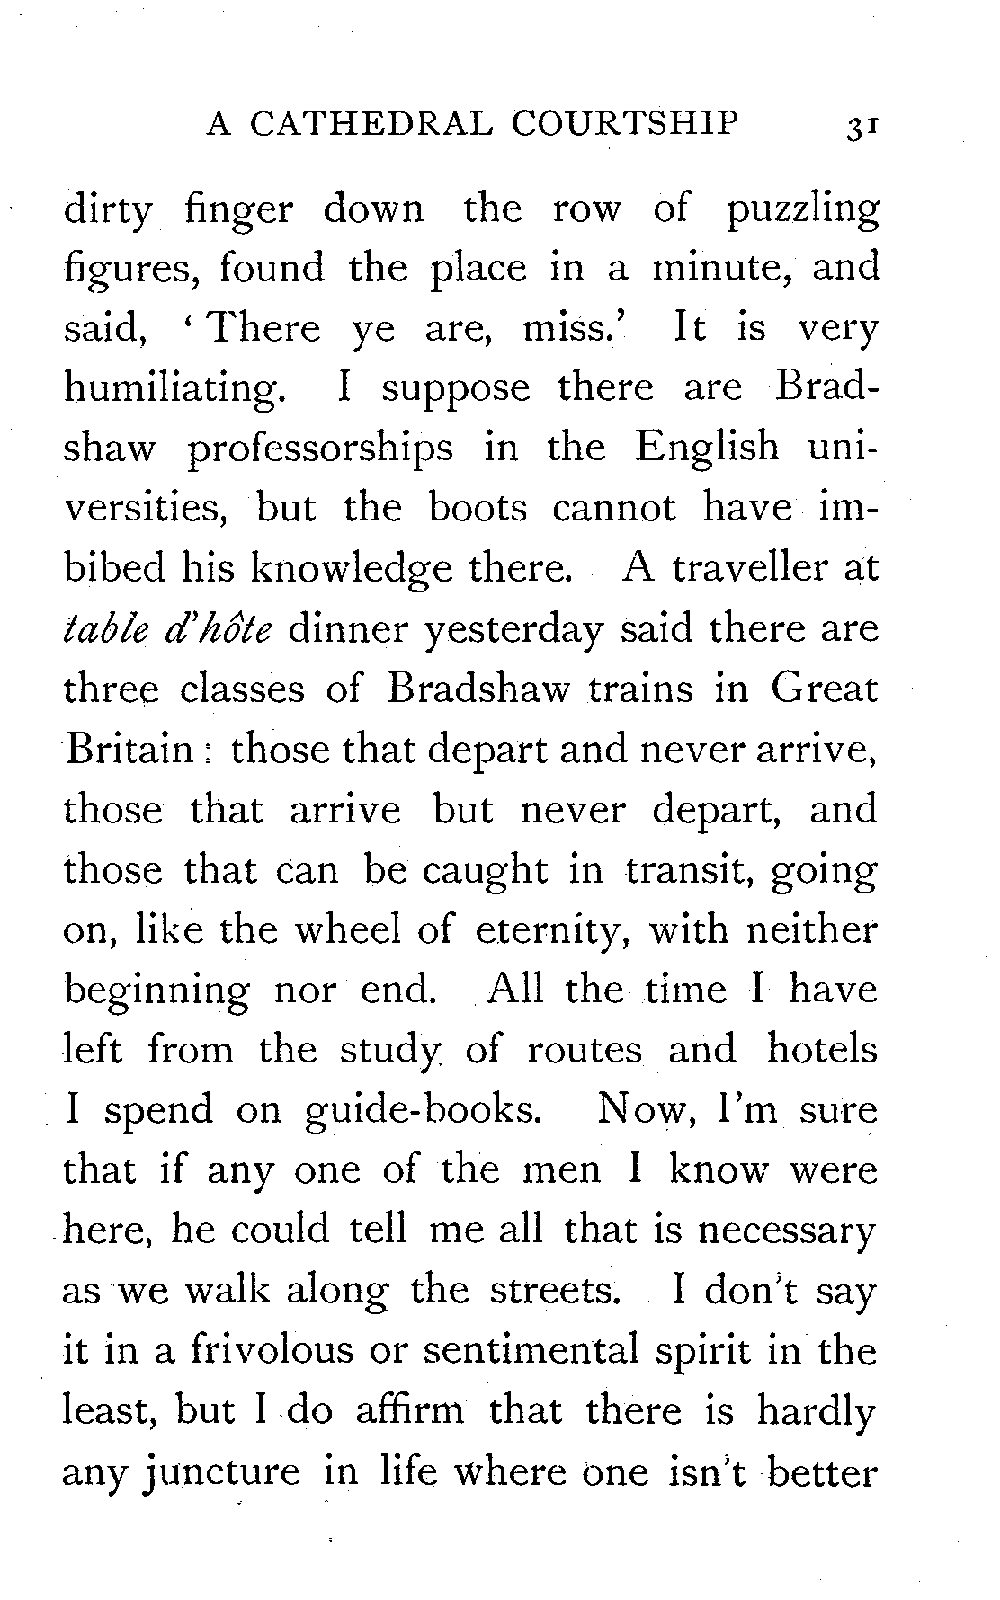 A CATHEDRAL COURTSHIP 31
dirty finger down the row of puzzling
figures, found the place in a minute, and
said, ‘ There ye are, miss.’ It is very
humiliating. I suppose there are Brad-
shaw professorships in the English uni-
versities, but the boots cannot have im-
bibed his knowledge there. A traveller at
table d’hôte dinner yesterday said there are
three classes of Bradshaw trains in Great
Britain : those that depart and never arrive,
those that arrive but never depart, and
those that can be caught in transit, going
on, like the wheel of eternity, with neither
beginning nor end. All the time I have
left from the study of routes and hotels
I spend on guide-books. Now, I’m sure
that if any one of the men I know were
here, he could tell me all that is necessary
as we walk along the streets. I don’t say
it in a frivolous or sentimental spirit in the
least, but I do affirm that there is hardly
any juncture in life where one isn’t better